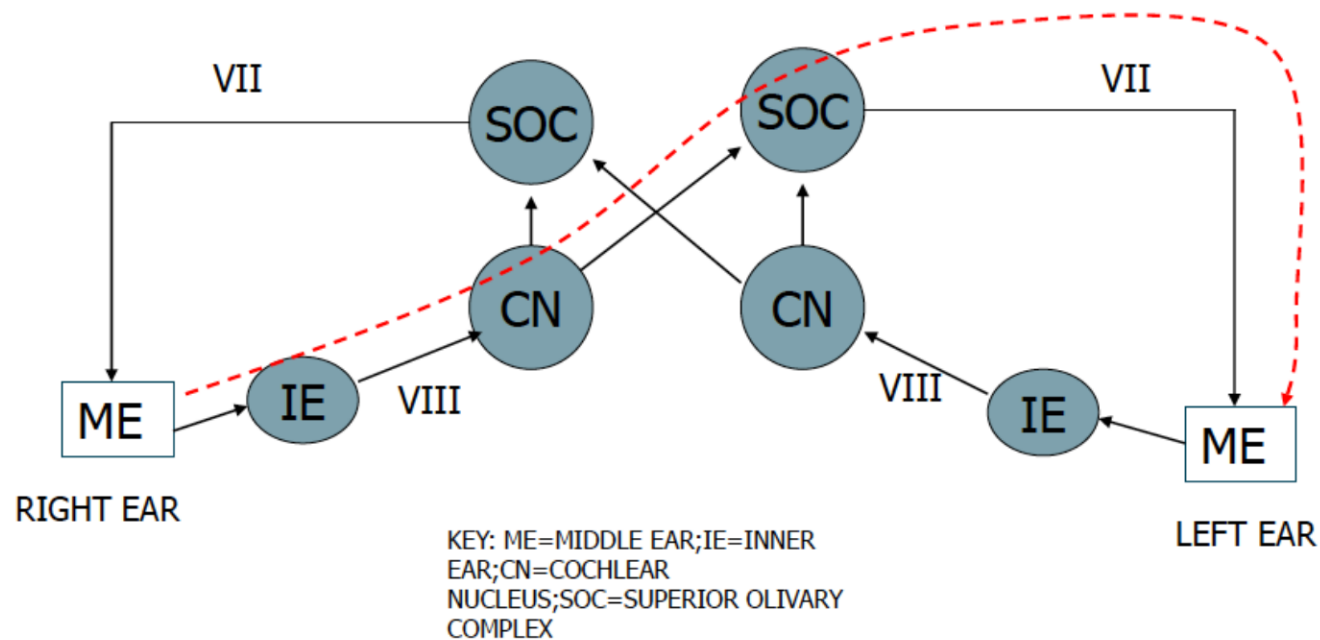 VII
VII
SOC
SOC
CN
CN
IE
VIII
VIII
IE
ME
ME
RIGHT EAR
LEFT EAR
KEY: ME=MIDDLE EAR;IE=INNER
EAR;CN=COCHLEAR
NUCLEUS;SOC=SUPERIOR OLIVARY
COMPLEX